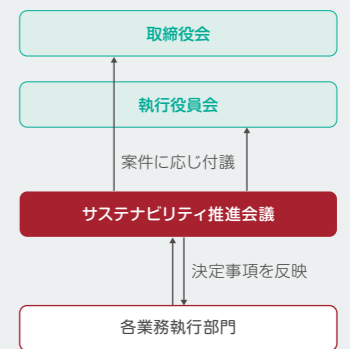 取締役会
執行役員会
案件に応じ付議
サステナビリティ推進会議
決定事項を反映
各業務執行部門